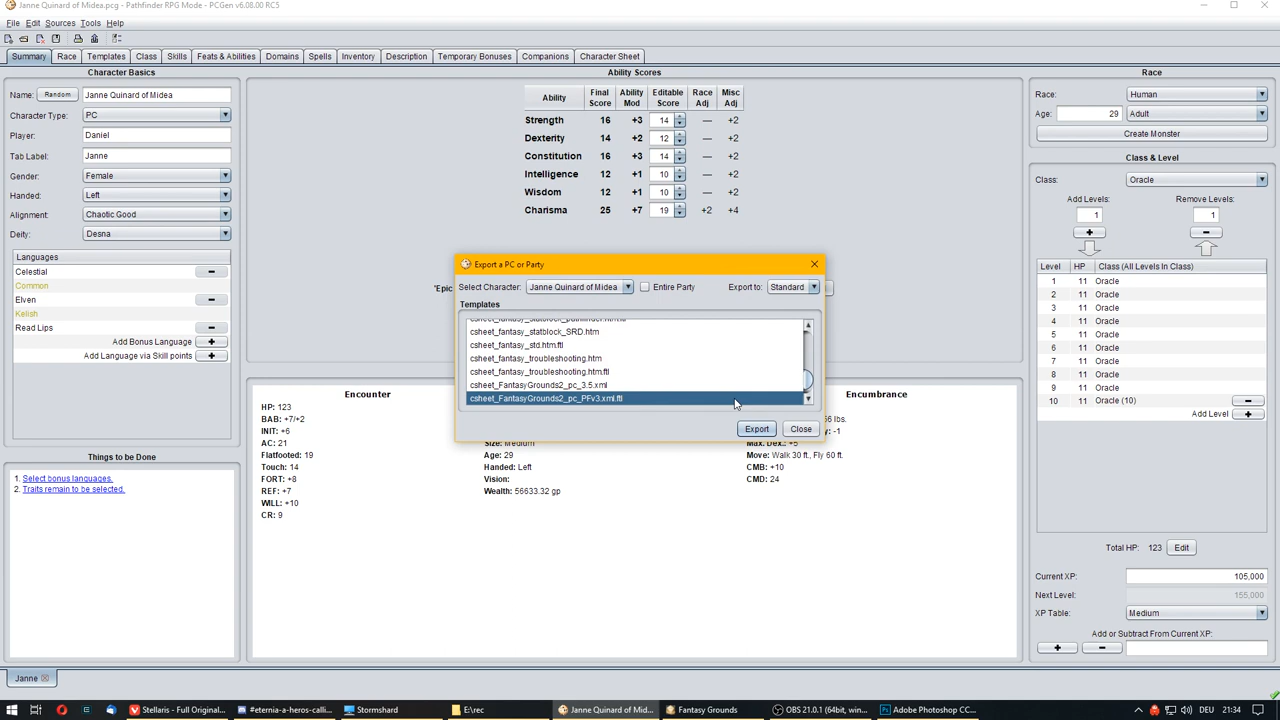 Janne Quinard of Midea.pcg - Pathfinder RPG Mode - PCGen v6.08.00 RC5
File Edit Sources Tools Help
Summary Race Templates Class Skills Feats & Abilities Domains Spells Inventory Description Temporary Bonuses Companions Character Sheet
Character Basics
Name: Random Janne Quinard of Midea
Character Type: PC
Player: Daniel
Tab Label: Janne
Gender: Female
Handed: Left
Alignment: Chaotic Good
Deity: Desna
Languages
Celestial
Common
Elven
Kelish
Read Lips
Add Bonus Language
Add Language via Skill points
Things to be Done
1. Select bonus languages.
2. Traits remain to be selected.
Ability Scores
Ability Final Score Ability Mod Editable Score Race Adj Misc Adj
Strength 16 +3 14 — +2
Dexterity 14 +2 12 — +2
Constitution 16 +3 14 — +2
Intelligence 12 +1 10 — +2
Wisdom 12 +1 10 — +2
Charisma 25 +7 19 +2 +4
"Epic
Export a PC or Party
Select Character: Janne Quinard of Midea Entire Party Export to: Standard
Templates
csheet_fantasy_statblock_pathfinder.htm.ftl
csheet_fantasy_statblock_SRD.htm
csheet_fantasy_std.htm.ftl
csheet_fantasy_troubleshooting.htm
csheet_fantasy_troubleshooting.htm.ftl
csheet_FantasyGrounds2_pc_3.5.xml
csheet_FantasyGrounds2_pc_PFv3.xml.ftl
Export Close
Encounter
HP: 123
BAB: +7/+2
INIT: +6
AC: 21
Flatfooted: 19
Touch: 14
FORT: +8
REF: +7
WILL: +10
CR: 9
Size: Medium
Age: 29
Handed: Left
Vision:
Wealth: 56633.32 gp
Encumbrance
66 lbs.
-1
Max. Dex.: +5
Move: Walk 30 ft., Fly 60 ft.
CMB: +10
CMD: 24
Race
Race: Human
Age: 29 Adult
Create Monster
Class & Level
Class: Oracle
Add Levels: Remove Levels:
1 1
Level HP Class (All Levels In Class)
1 11 Oracle
2 11 Oracle
3 11 Oracle
4 11 Oracle
5 11 Oracle
6 11 Oracle
7 11 Oracle
8 11 Oracle
9 11 Oracle
10 11 Oracle (10)
Add Level
Total HP: 123 Edit
Current XP: 105,000
Next Level: 155,000
XP Table: Medium
Add or Subtract From Current XP:
Janne
Stellaris - Full Original... #eternia-a-heros-calli... Stormshard E:\rec Janne Quinard of Mid... Fantasy Grounds OBS 21.0.1 (64bit, win... Adobe Photoshop CC... DEU 21:34